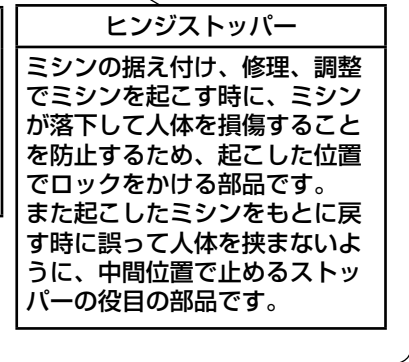 ヒンジストッパー
ミシンの据え付け、修理、調整
でミシンを起こす時に、ミシン
が落下して人体を損傷すること
を防止するため、起こした位置
でロックをかける部品です。
また起こしたミシンをもとに戻
す時に誤って人体を挟まないよ
うに、中間位置で止めるストッ
パーの役目の部品です。